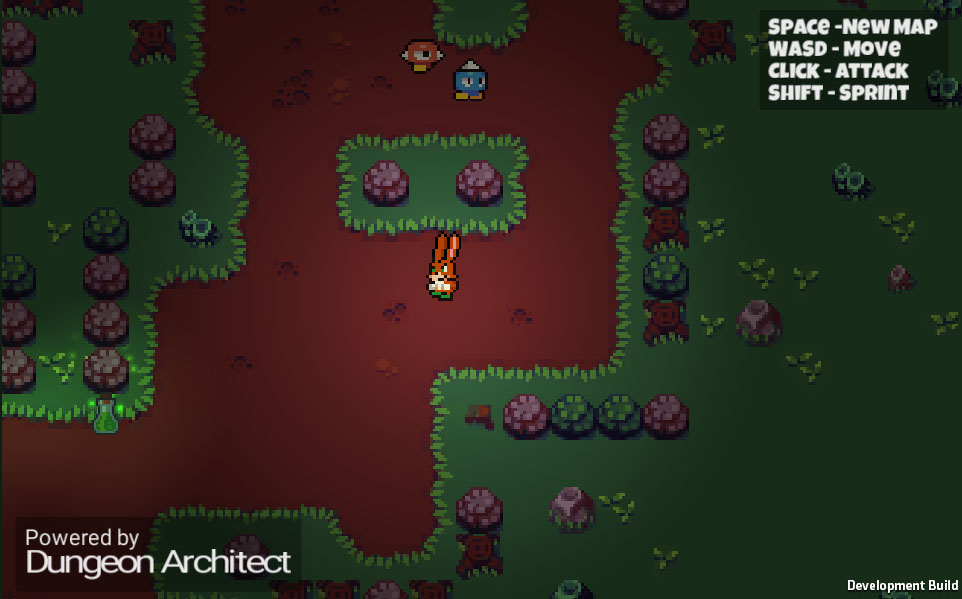 SPACE -NEW MAP
WASD - MOVE
CLICK - ATTACK
SHIFT - SPRINT
Powered by
Dungeon Architect
Development Build